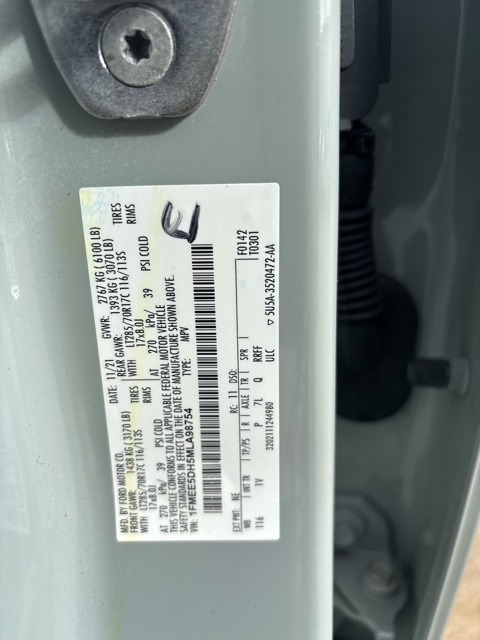 MFD. BY FORD MOTOR CO.
DATE: 11/21 GVWR: 2767 KG ( 6100 LB)
FRONT GAWR: 1438 KG ( 3170 LB) REAR GAWR: 1393 KG ( 3070 LB)
WITH LT285/70R17C 116/113S TIRES WITH LT285/70R17C 116/113S TIRES
17x8.0J RIMS 17x8.0J RIMS
AT 270 kPa/ 39 PSI COLD AT 270 kPa/ 39 PSI COLD
THIS VEHICLE CONFORMS TO ALL APPLICABLE FEDERAL MOTOR VEHICLE
SAFETY STANDARDS IN EFFECT ON THE DATE OF MANUFACTURE SHOWN ABOVE.
VIN: 1FMEE5DH5MLA98754 TYPE: MPV
E
EXT PNT: RC: 11 DSO: F0142
T0301
WB INT TR TP/PS R AXLE TR SPR
116 1V P 7L Q RRFF
ULC
3202111244980 5U5A-3520472-AA